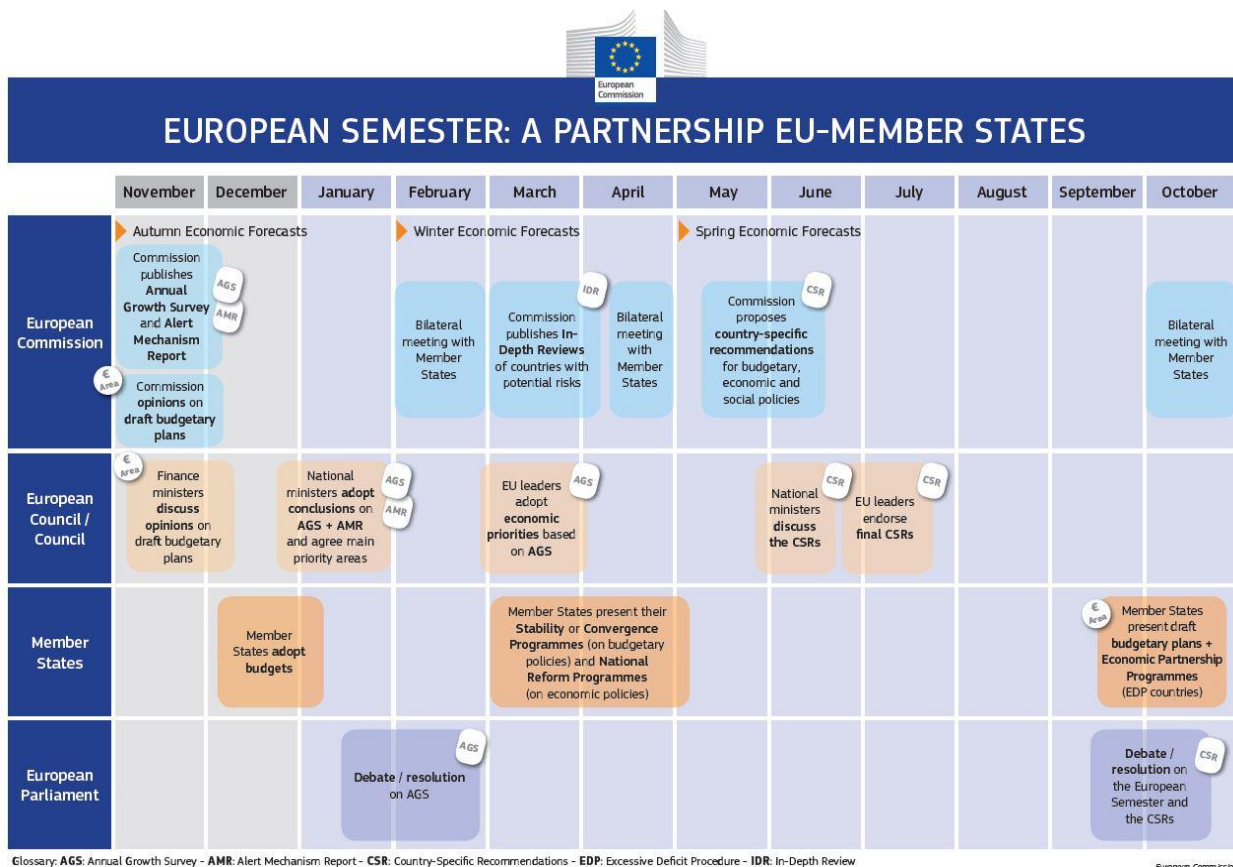 European
Commission
EUROPEAN SEMESTER: A PARTNERSHIP EU-MEMBER STATES
November
December
January
February
March
April
May
June
July
August
September
October
European
Commission
Autumn Economic Forecasts
Winter Economic Forecasts
Spring Economic Forecasts
Commission
publishes
Annual
Growth Survey
and Alert
Mechanism
Report
AGS
AMR
€
Area
Commission
opinions on
draft budgetary
plans
Bilateral
meeting with
Member
States
Commission
publishes In-
Depth Reviews
of countries with
potential risks
IDR
Bilateral
meeting
with
Member
States
Commission
proposes
country-specific
recommendations
for budgetary,
economic and
social policies
CSR
Bilateral
meeting with
Member
States
European
Council /
Council
€
Area
Finance
ministers
discuss
opinions on
draft budgetary
plans
National
ministers adopt
conclusions on
AGS + AMR
and agree main
priority areas
AGS
AMR
EU leaders
adopt
economic
priorities based
on AGS
AGS
National
ministers
discuss
the CSRs
CSR
EU leaders
endorse
final CSRs
CSR
Member
States
Member
States adopt
budgets
Member States present their
Stability or Convergence
Programmes (on budgetary
policies) and National
Reform Programmes
(on economic policies)
€
Area
Member States
present draft
budgetary plans +
Economic Partnership
Programmes
(EDP countries)
European
Parliament
Debate / resolution
on AGS
AGS
Debate /
resolution on
the European
Semester and
the CSRs
CSR
Glossary: AGS: Annual Growth Survey - AMR: Alert Mechanism Report - CSR: Country-Specific Recommendations - EDP: Excessive Deficit Procedure - IDR: In-Depth Review
European